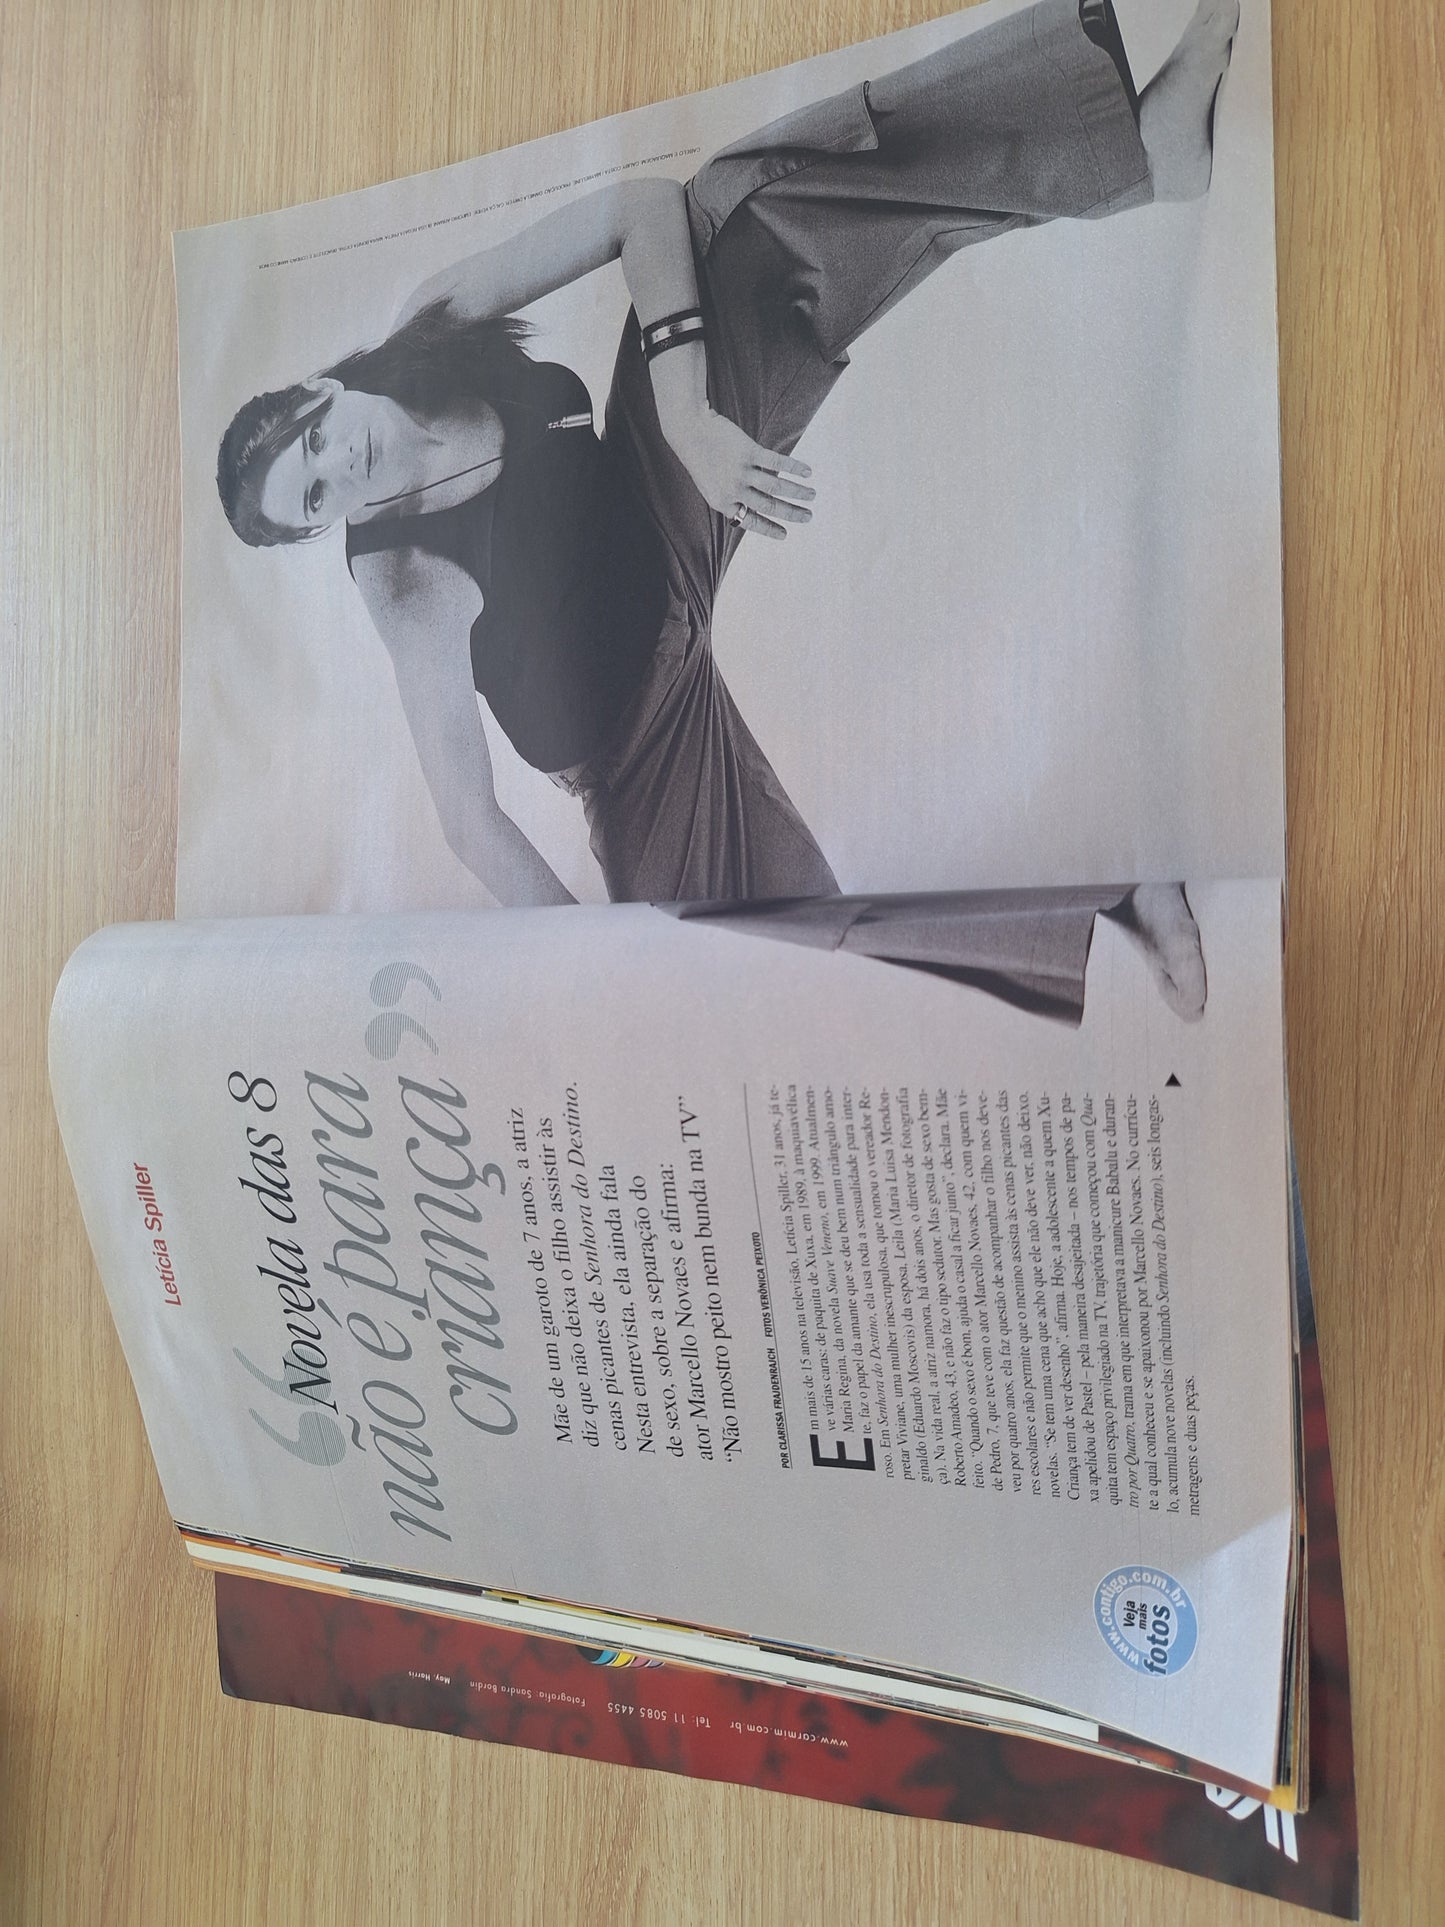 Letícia Spiller
“Novela das 8
não é para
criança”
Mãe de um garoto de 7 anos, a atriz
diz que não deixa o filho assistir às
cenas picantes de Senhora do Destino.
Nesta entrevista, ela ainda fala
de sexo, sobre a separação do
ator Marcello Novaes e afirma:
“Não mostro peito nem bunda na TV”
POR CLARISSA FRAJDENRAICH FOTOS VERÔNICA PEIXOTO
Em mais de 15 anos na televisão, Letícia Spiller, 31 anos, já te-
ve várias caras: de paquita de Xuxa, em 1989, à maquiavélica
Maria Regina, da novela Suave Veneno, em 1999. Atualmen-
te, faz o papel da amante que se deu bem num triângulo amo-
roso. Em Senhora do Destino, ela usa toda a sensualidade para inter-
pretar Viviane, uma mulher inescrupulosa, que tomou o vereador Re-
ginaldo (Eduardo Moscovis) da esposa, Leila (Maria Luisa Mendon-
ça). Na vida real, a atriz namora, há dois anos, o diretor de fotografia
Roberto Amadeo, 43, e não faz o tipo sedutor. Mas gosta de sexo bem-
feito. “Quando o sexo é bom, ajuda o casal a ficar junto”, declara. Mãe
de Pedro, 7, que teve com o ator Marcello Novaes, 42, com quem vi-
veu por quatro anos, ela faz questão de acompanhar o filho nos deve-
res escolares e não permite que o menino assista às cenas picantes das
novelas. “Se tem uma cena que acho que ele não deve ver, não deixo.
Criança tem de ver desenho”, afirma. Hoje, a adolescente a quem Xu-
xa apelidou de Pastel – pela maneira desajeitada – nos tempos de pa-
quita tem espaço privilegiado na TV, trajetória que começou com Qua-
tro por Quatro, trama em que interpretava a manicure Babalu e duran-
te a qual conheceu e se apaixonou por Marcello Novaes. No currícu-
lo, acumula nove novelas (incluindo Senhora do Destino), seis longas-
metragens e duas peças.
www.contigo.com.br
Veja
mais
fotos
www.carmim.com.br Tel: 11 5085 4455 Fotografia: Sandra Bordin May, Harris